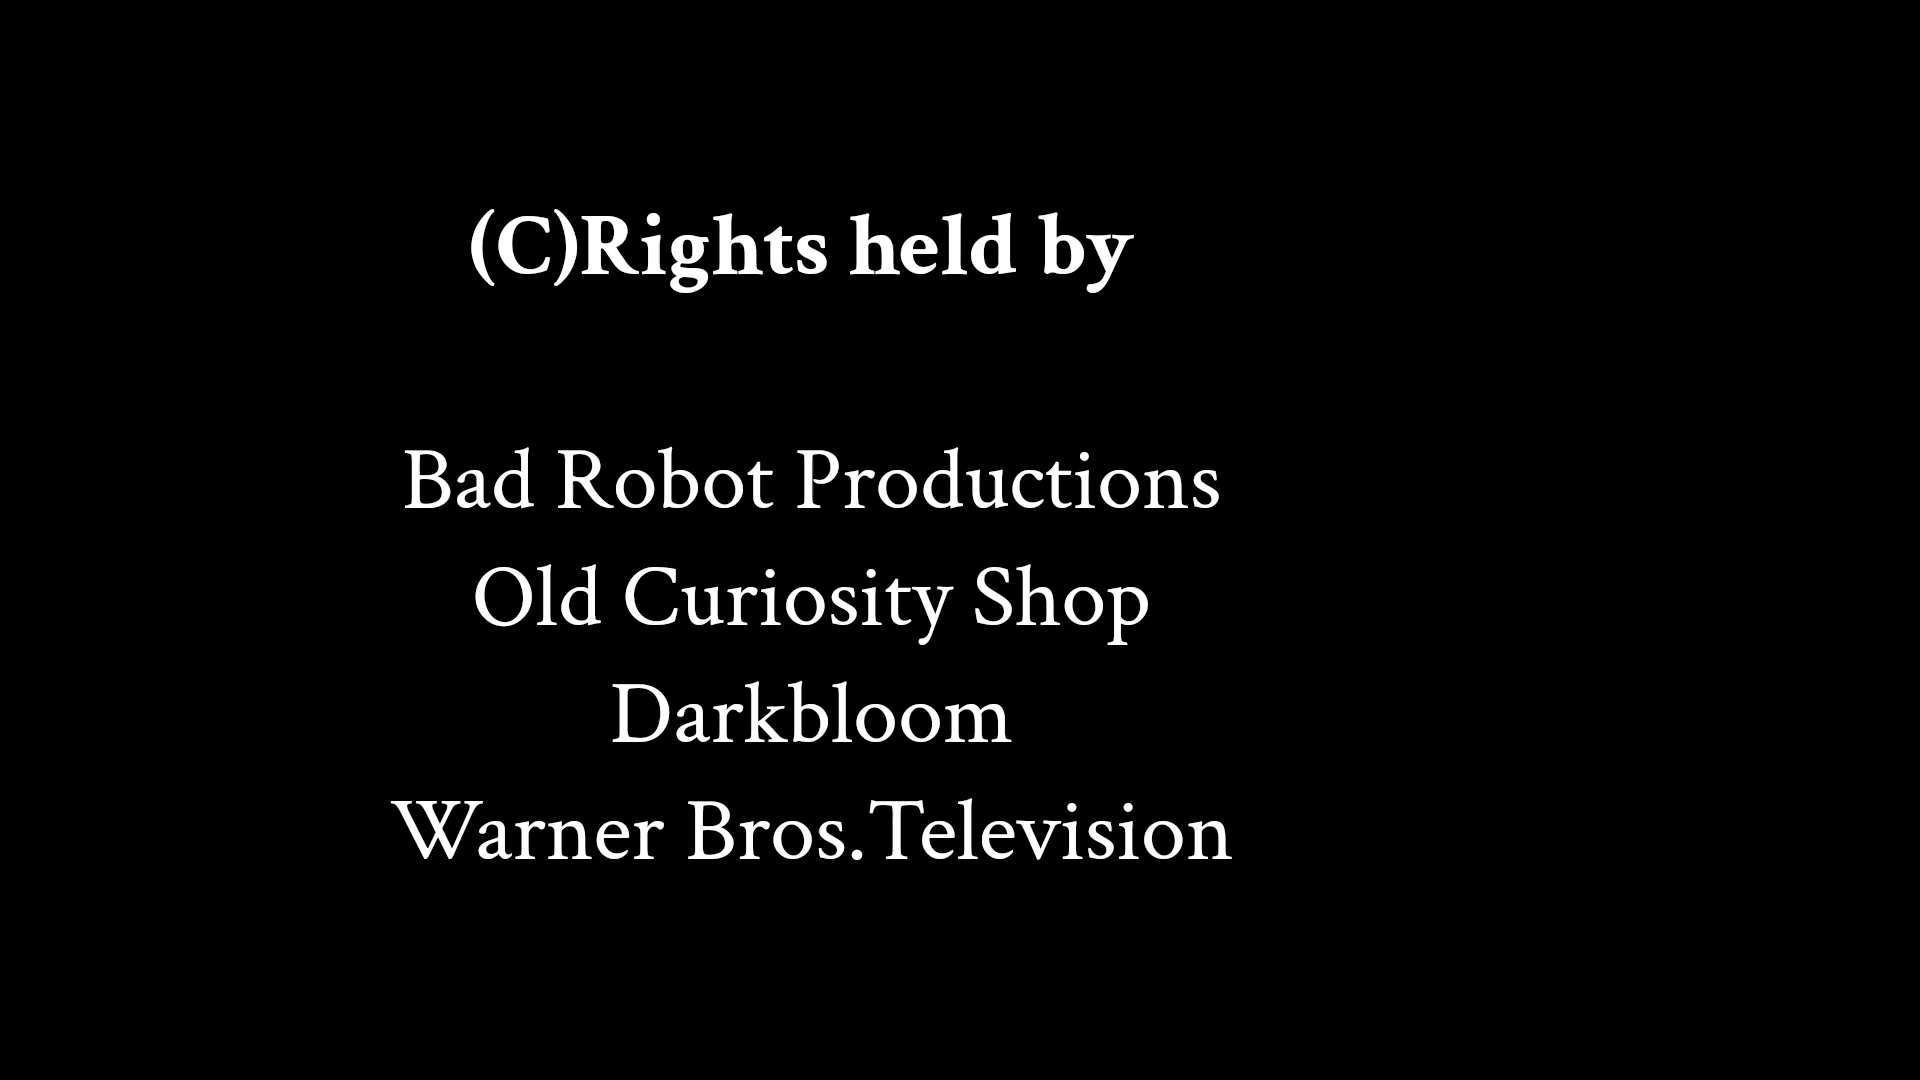 (C)Rights held by
Bad Robot Productions
Old Curiosity Shop
Darkbloom
Warner Bros.Television